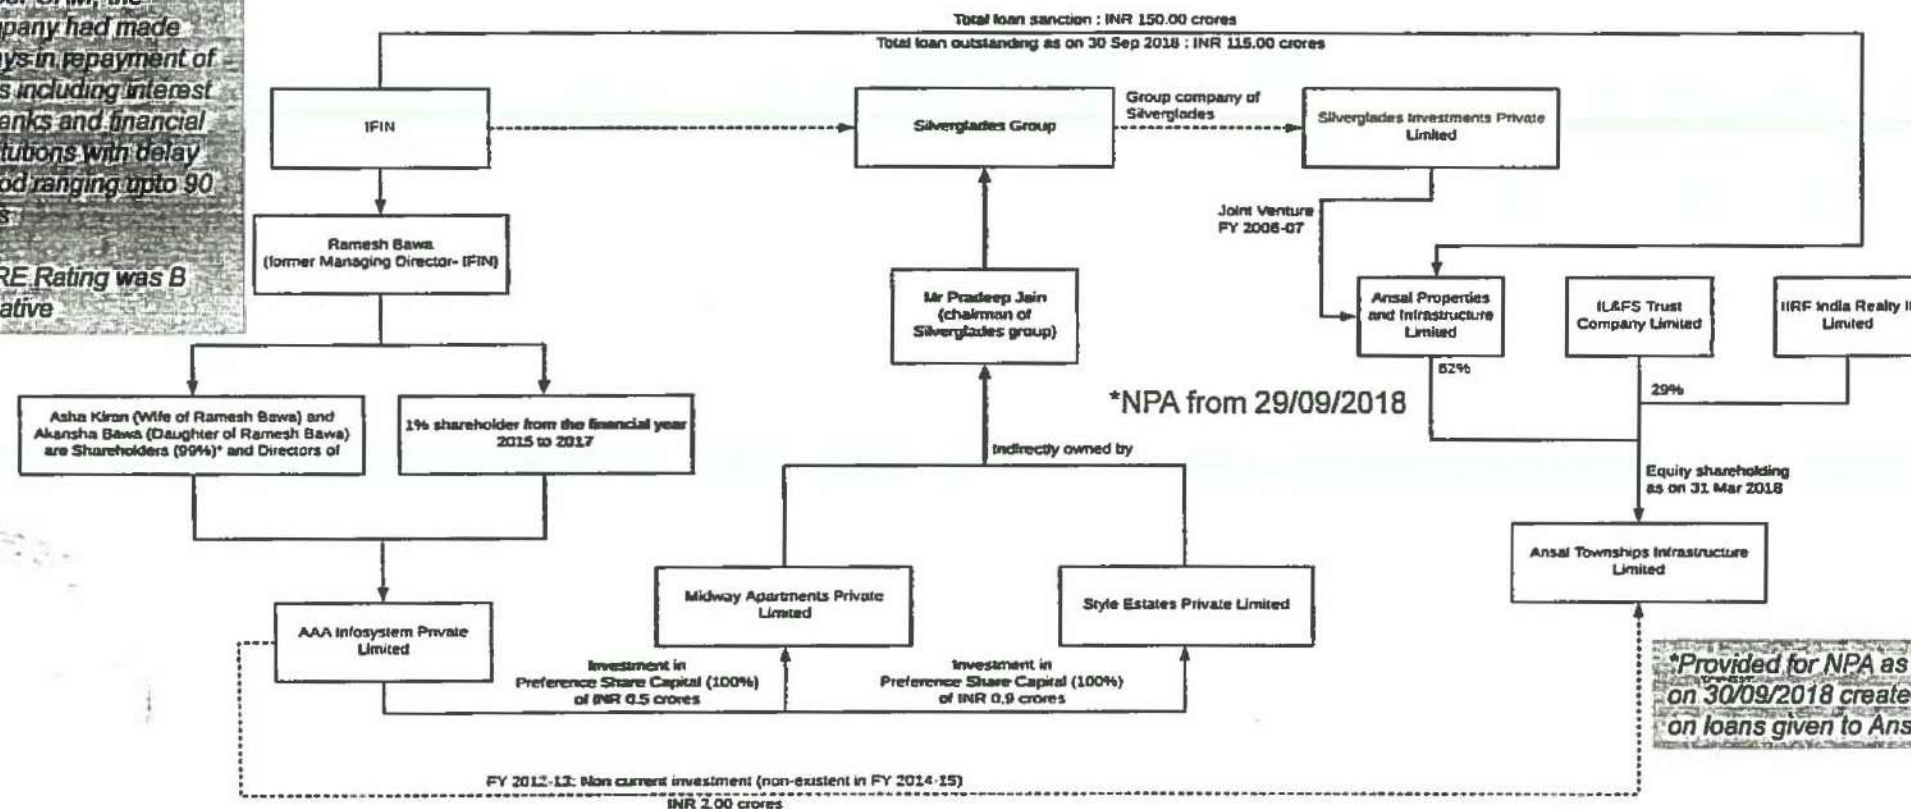 mpany had made
ys in repayment of
s including interest
anks and financial
tutions with delay
od ranging upto 90
s
RE Rating was B
ative
Total loan sanction : INR 150.00 crores
Total loan outstanding as on 30 Sep 2018 : INR 115.00 crores
IFIN
Silverglades Group
Group company of
Silverglades
Silverglades Investments Private
Limited
Ramesh Bawa
(former Managing Director- IFIN)
Joint Venture
FY 2006-07
Mr Pradeep Jain
(chairman of
Silverglades group)
Ansal Properties
and Infrastructure
Limited
IL&FS Trust
Company Limited
IIRF India Realty II
Limited
62%
29%
*NPA from 29/09/2018
Asha Kiran (Wife of Ramesh Bawa) and
Akansha Bawa (Daughter of Ramesh Bawa)
are Shareholders (99%)* and Directors of
1% shareholder from the financial year
2015 to 2017
Indirectly owned by
Equity shareholding
as on 31 Mar 2018
Ansal Townships Infrastructure
Limited
Midway Apartments Private
Limited
Style Estates Private Limited
AAA Infosystem Private
Limited
Investment in
Preference Share Capital (100%)
of INR 0.5 crores
Investment in
Preference Share Capital (100%)
of INR 0.9 crores
*Provided for NPA as
on 30/09/2018 create
on loans given to Ans
FY 2012-13: Non current investment (non-existent in FY 2014-15)
INR 2.00 crores